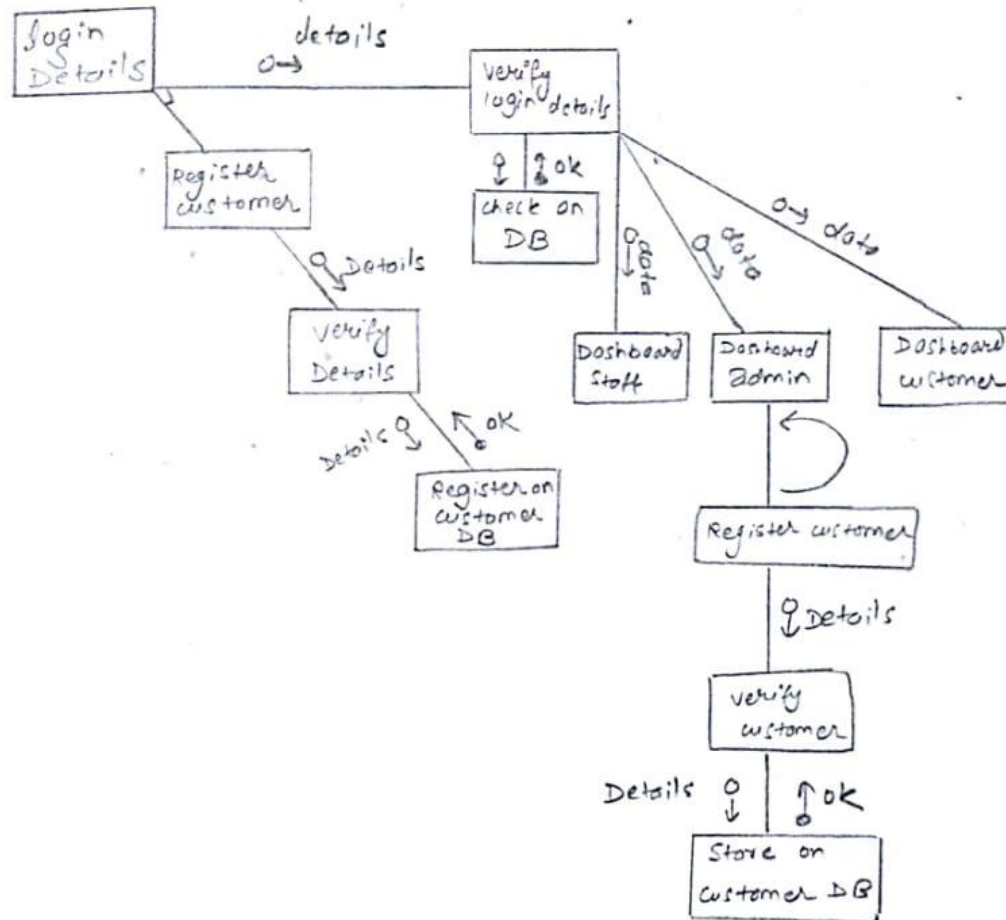 login
Details
details
verify
login details
Register
customer
OK
check on
DB
Details
data
data
data
verify
Details
Dashboard
Staff
Dashboard
admin
Dashboard
customer
Details
OK
Register on
customer
DB
Register customer
Details
verify
customer
Details
OK
Store on
customer DB